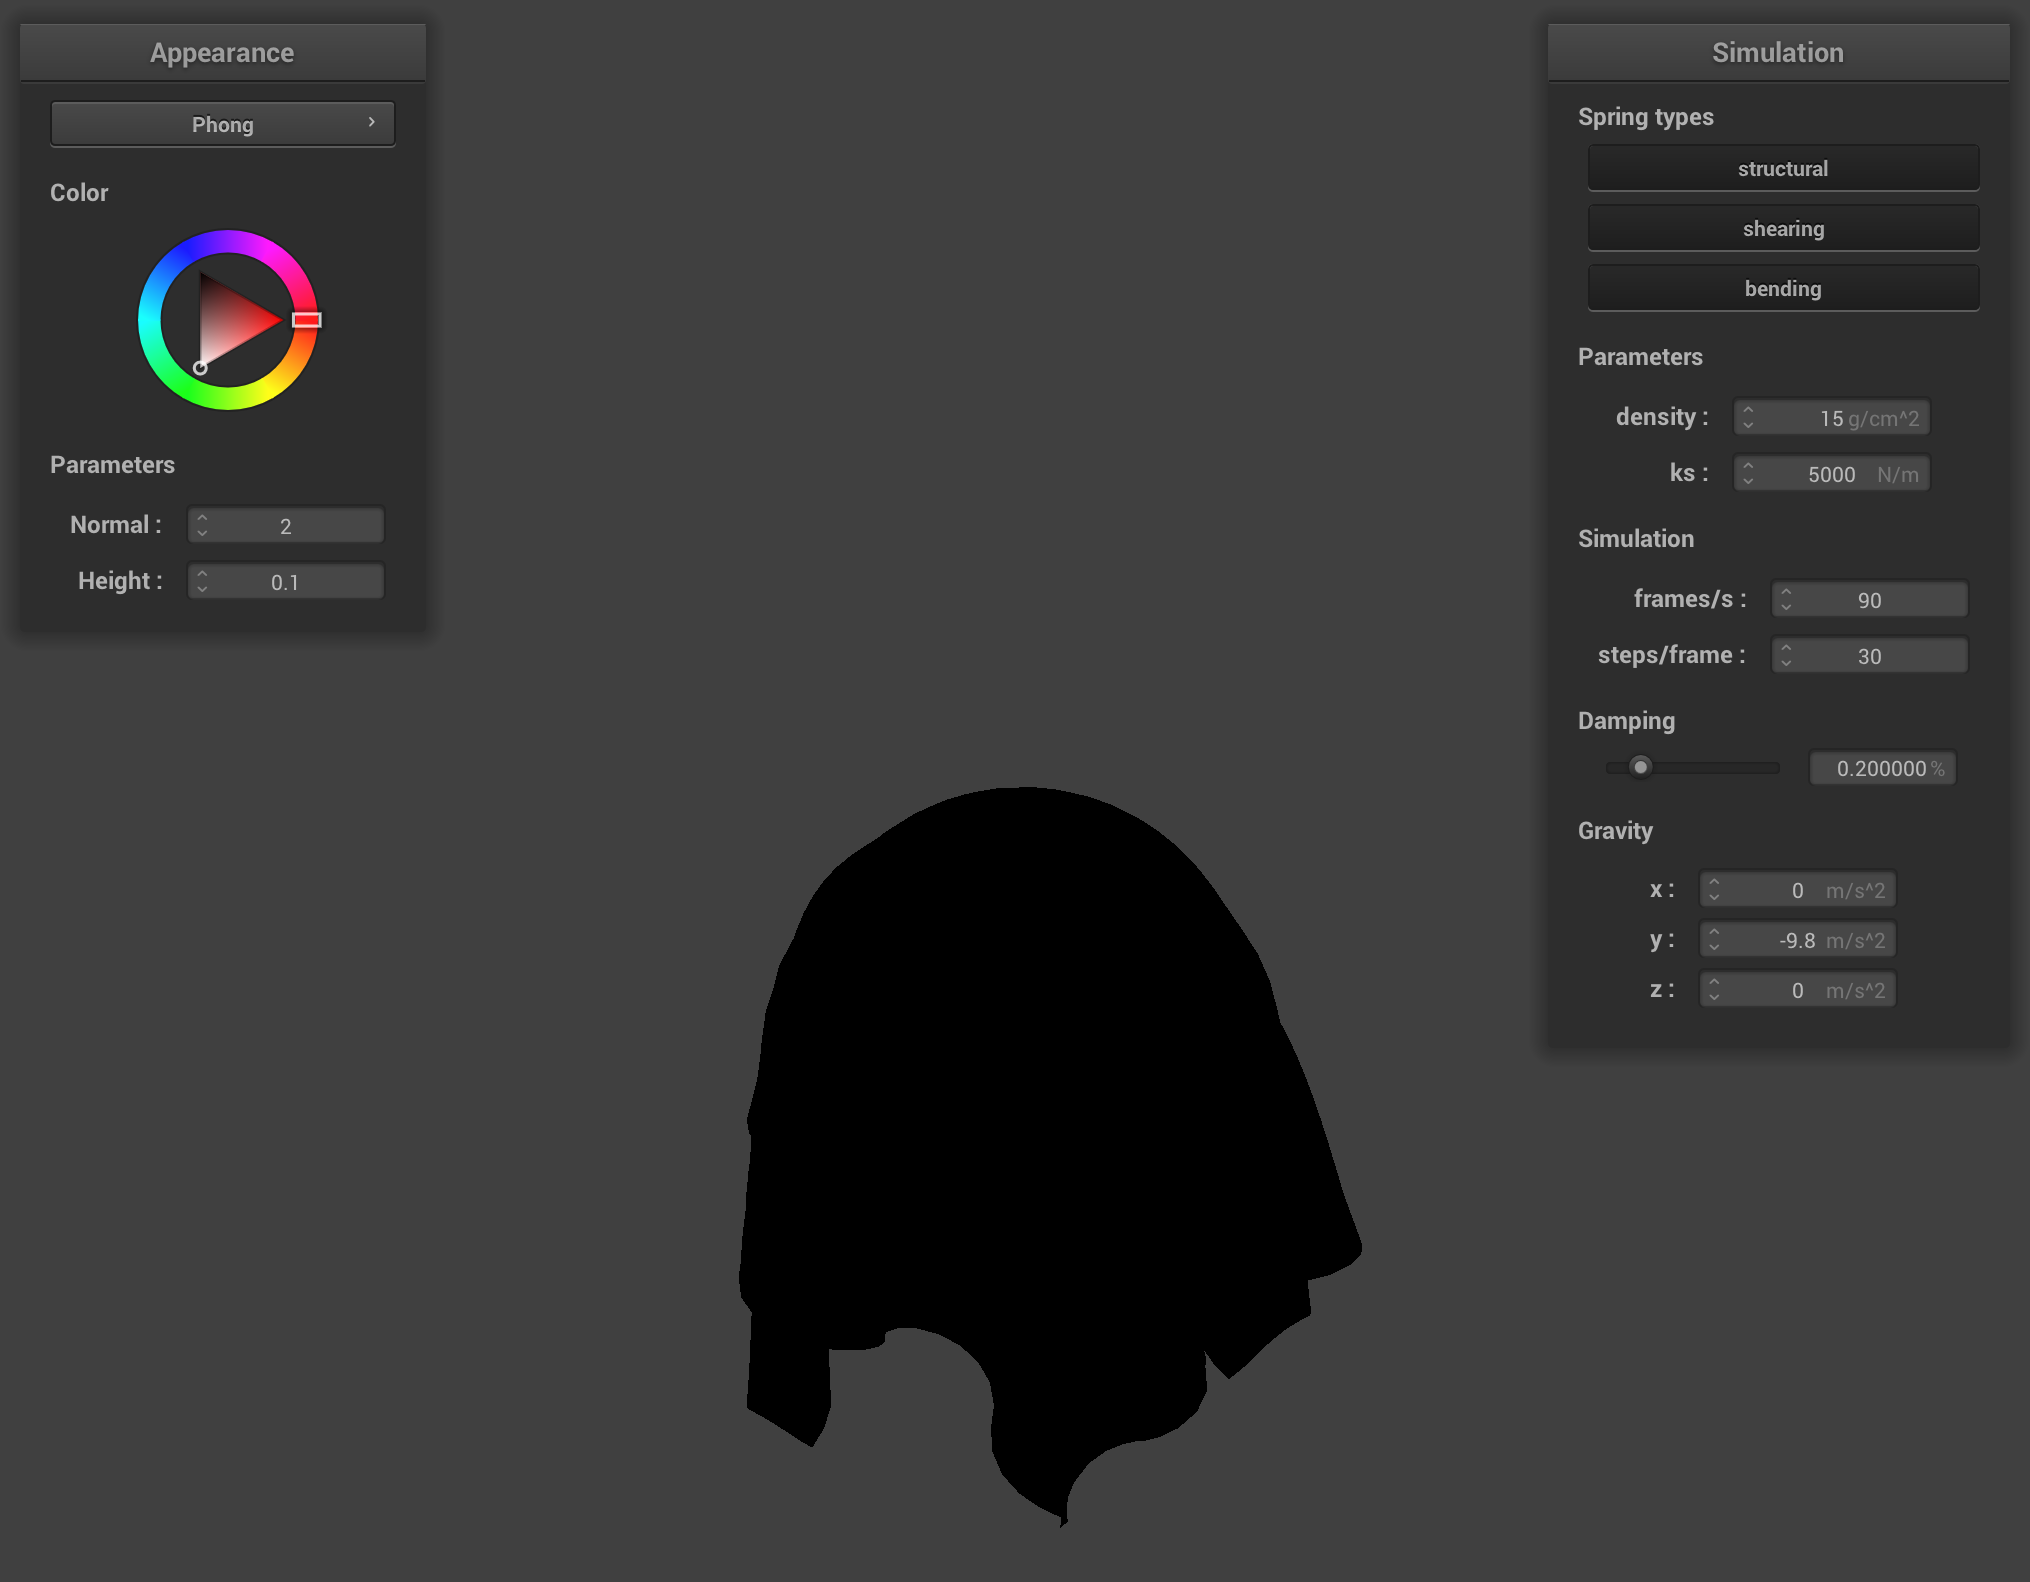 Appearance
Phong
Color
Parameters
Normal : 2
Height : 0.1
Simulation
Spring types
structural
shearing
bending
Parameters
density : 15 g/cm^2
ks : 5000 N/m
Simulation
frames/s : 90
steps/frame : 30
Damping
0.200000 %
Gravity
x : 0 m/s^2
y : -9.8 m/s^2
z : 0 m/s^2